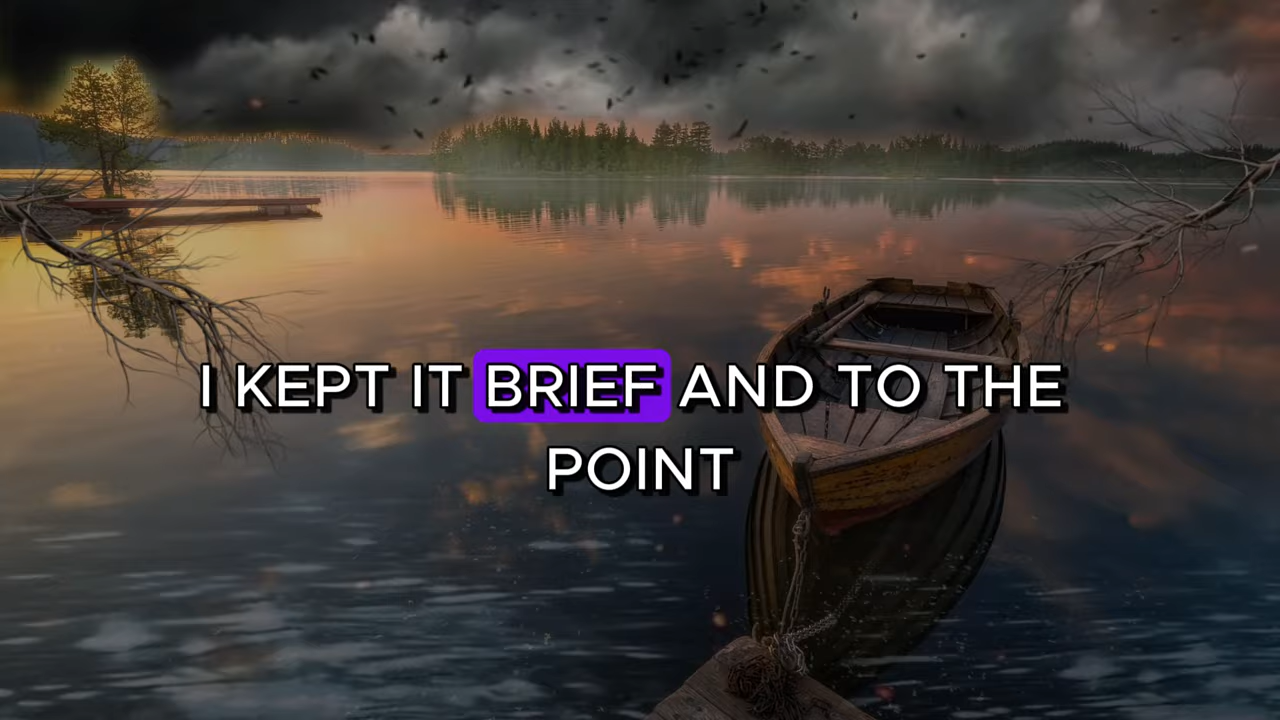 I KEPT IT BRIEF AND TO THE
POINT